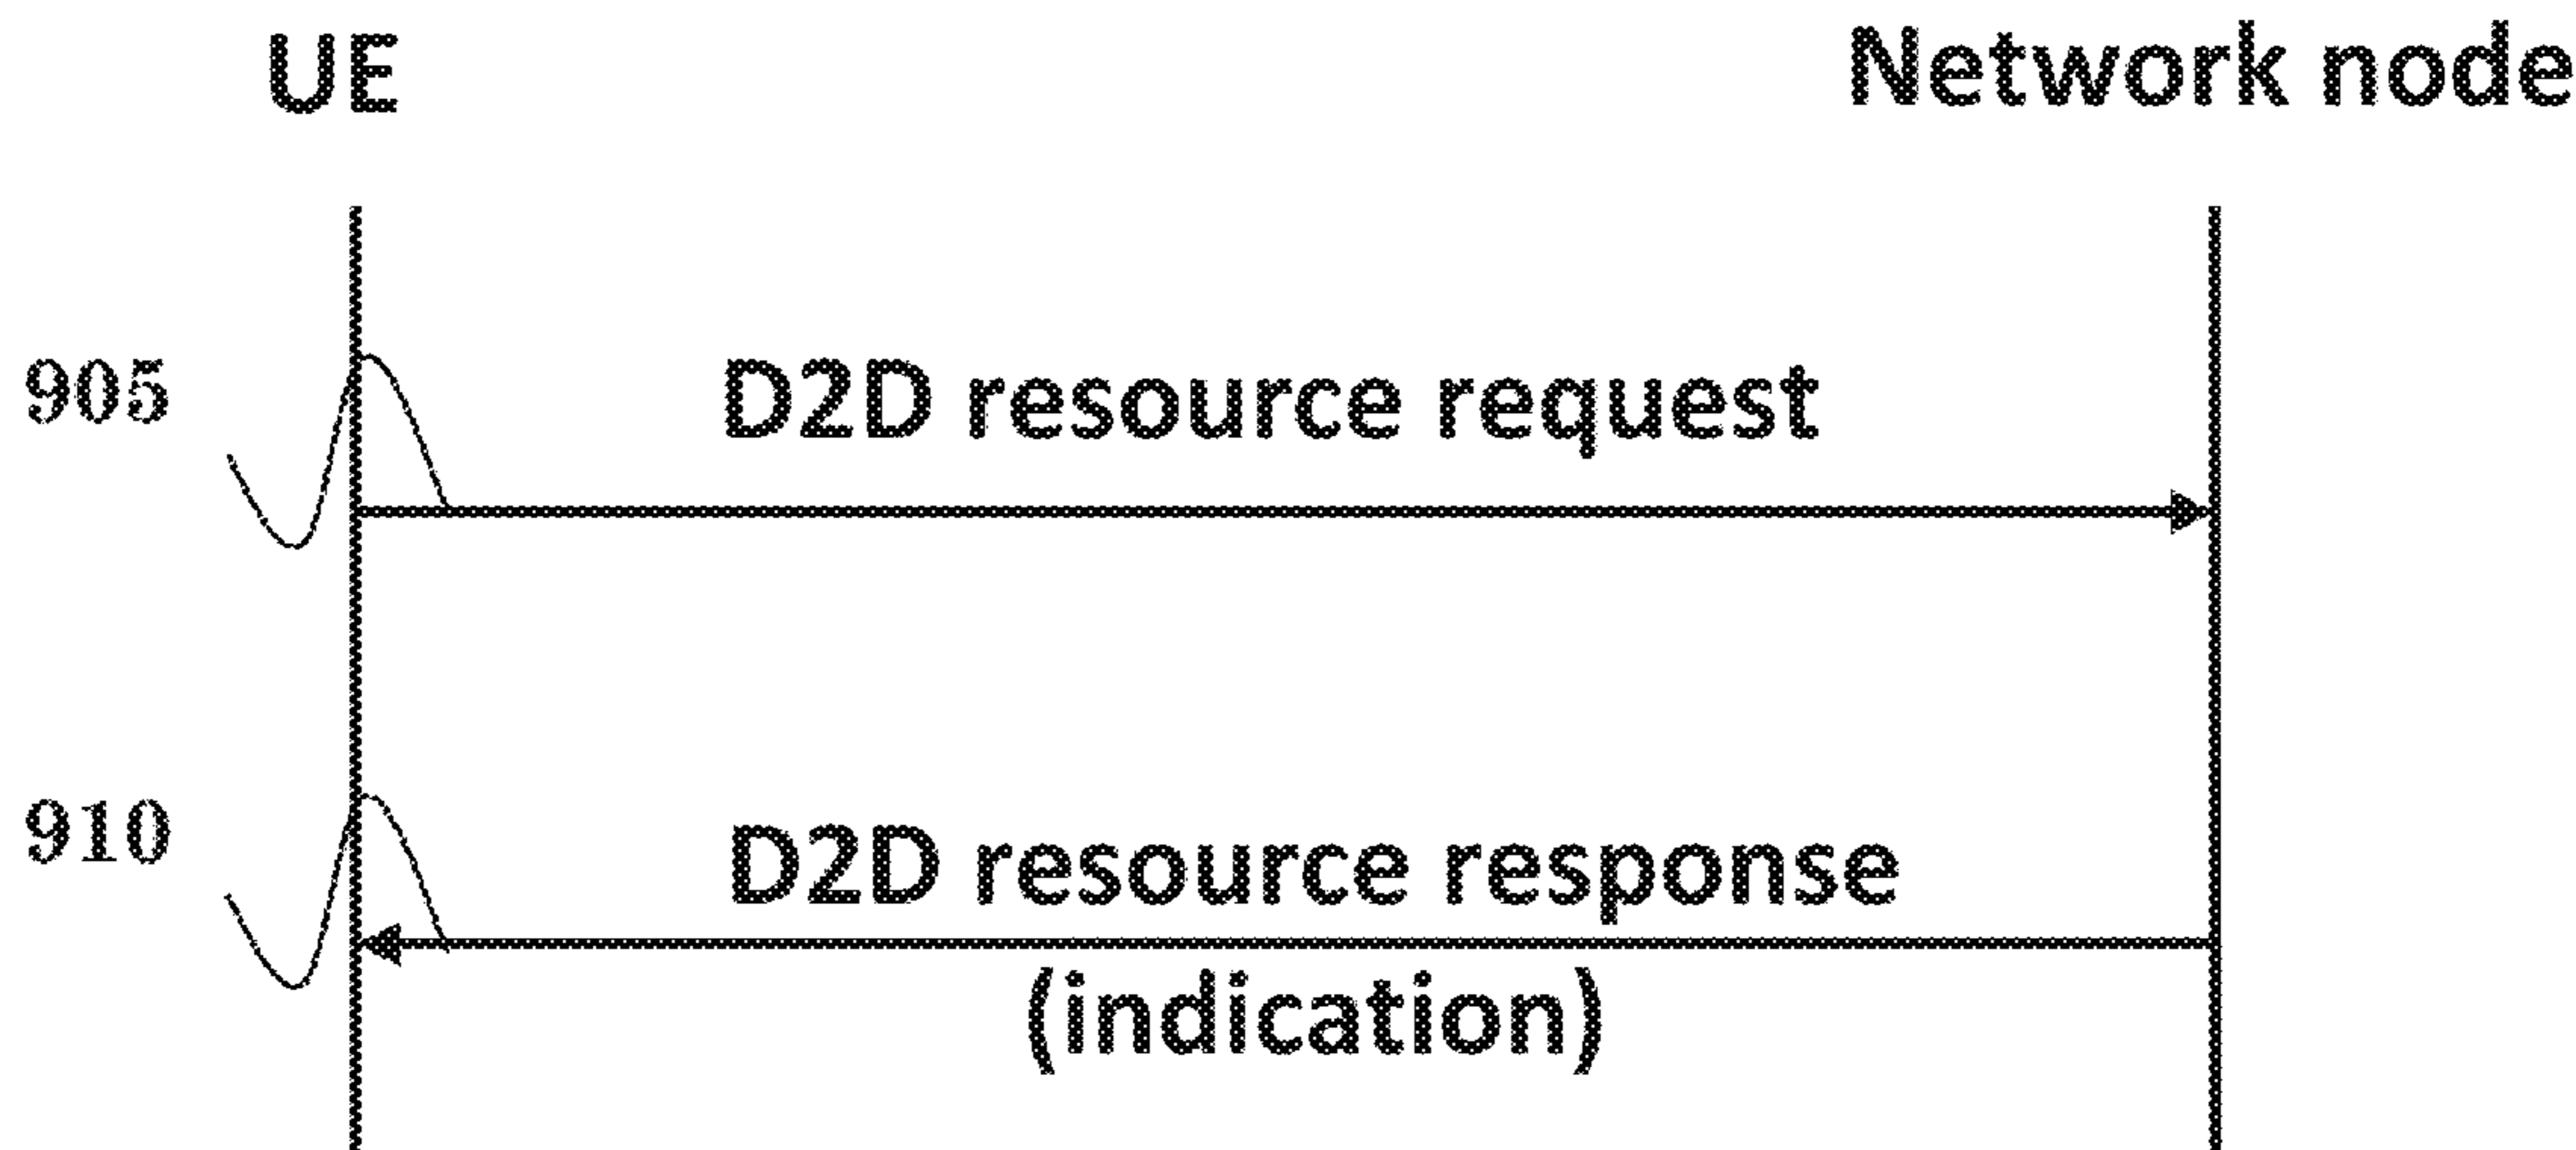 UE
Network node
905
D2D resource request
910
D2D resource response
(indication)